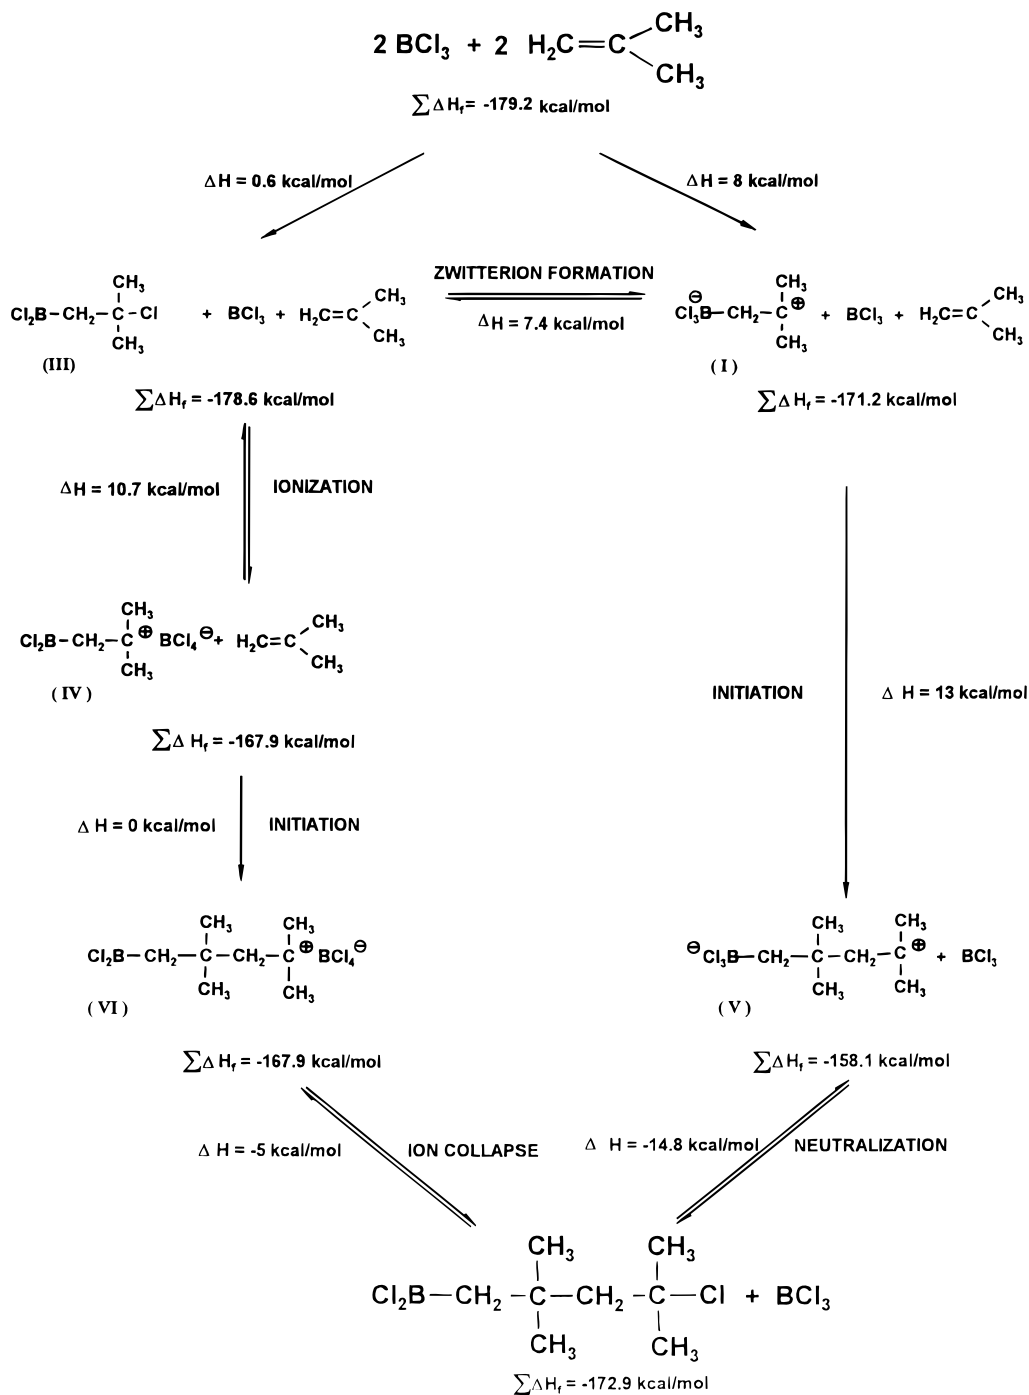 2 BCl₃ + 2 H₂C=C CH₃ CH₃
∑ΔHf = -179.2 kcal/mol
ΔH = 0.6 kcal/mol
ΔH = 8 kcal/mol
ZWITTERION FORMATION
ΔH = 7.4 kcal/mol
CH₃
Cl₂B-CH₂-C-Cl + BCl₃ + H₂C=C CH₃ CH₃
CH₃
(III)
∑ΔHf = -178.6 kcal/mol
CH₃
⊖Cl₃B-CH₂-C⊕ + BCl₃ + H₂C=C CH₃ CH₃
CH₃
( I )
∑ΔHf = -171.2 kcal/mol
ΔH = 10.7 kcal/mol
IONIZATION
CH₃
Cl₂B-CH₂-C⊕ BCl₄⊖ + H₂C=C CH₃ CH₃
CH₃
( IV )
∑Δ Hf = -167.9 kcal/mol
INITIATION
Δ H = 13 kcal/mol
Δ H = 0 kcal/mol
INITIATION
CH₃ CH₃
Cl₂B-CH₂-C-CH₂-C⊕ BCl₄⊖
CH₃ CH₃
( VI )
∑Δ Hf = -167.9 kcal/mol
CH₃ CH₃
⊖Cl₃B-CH₂-C-CH₂-C⊕ + BCl₃
CH₃ CH₃
( V )
∑ΔHf = -158.1 kcal/mol
Δ H = -5 kcal/mol
ION COLLAPSE
Δ H = -14.8 kcal/mol
NEUTRALIZATION
CH₃ CH₃
Cl₂B-CH₂-C-CH₂-C-Cl + BCl₃
CH₃ CH₃
∑ΔHf = -172.9 kcal/mol